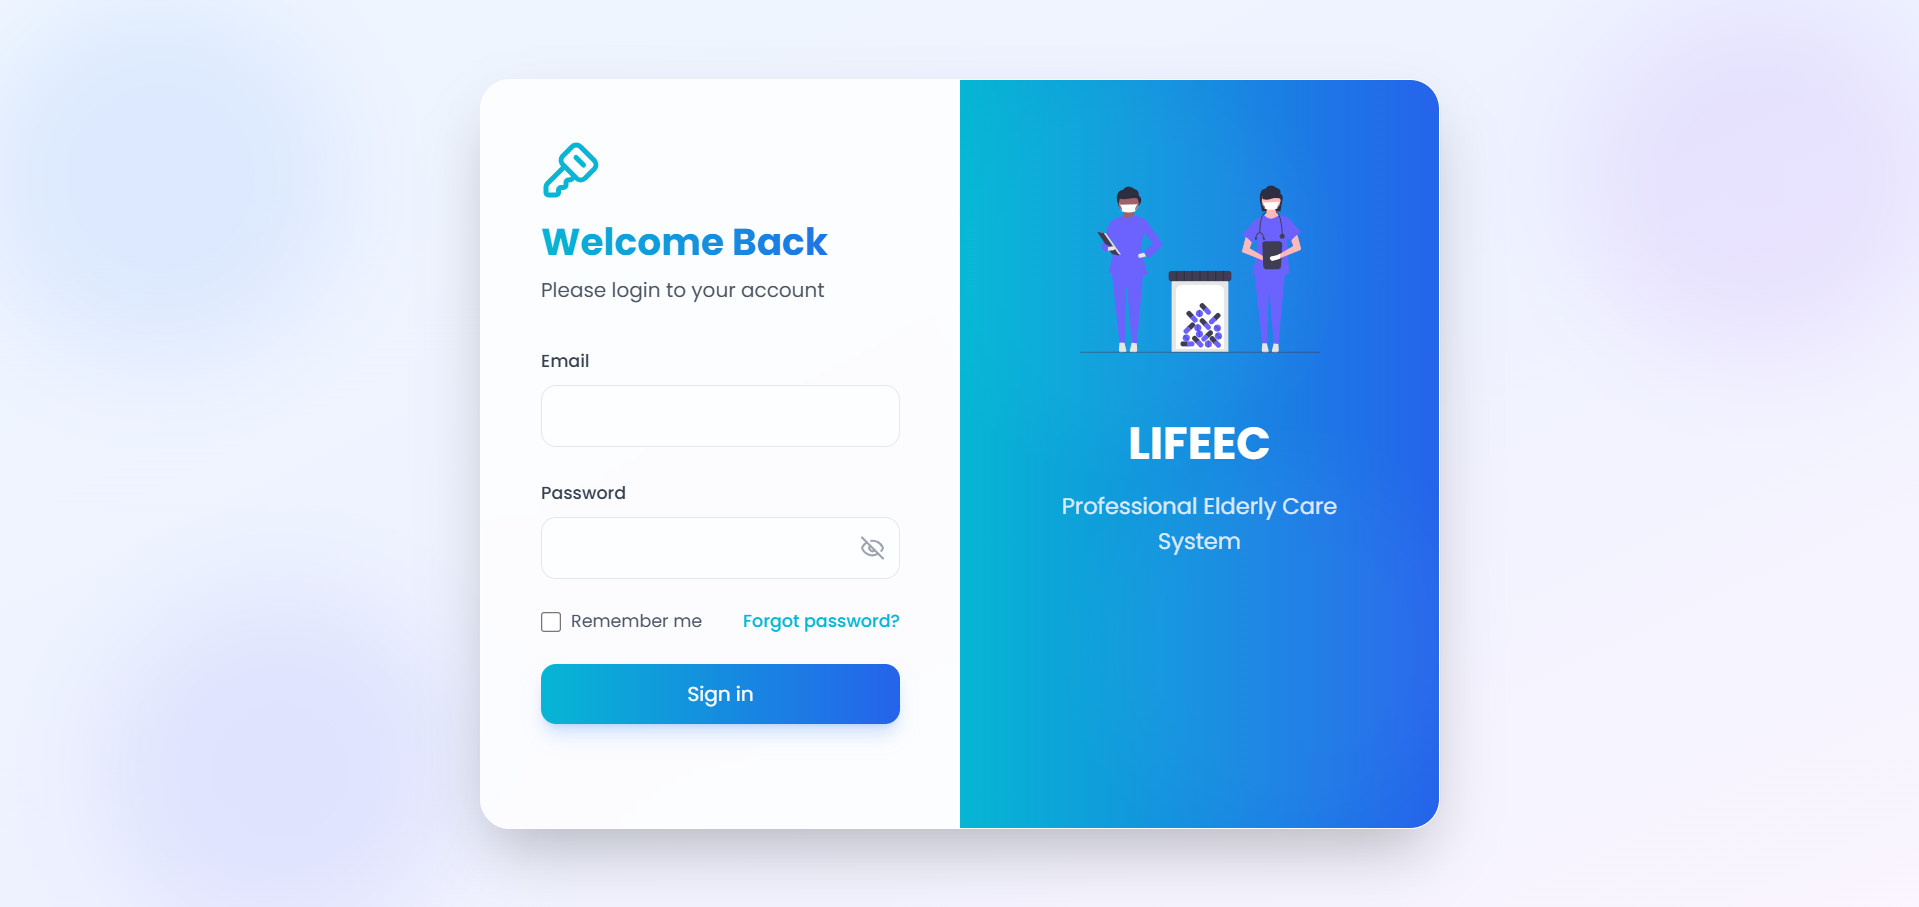 Welcome Back
Please login to your account
Email
Password
Remember me
Forgot password?
Sign in
LIFEEC
Professional Elderly Care
System